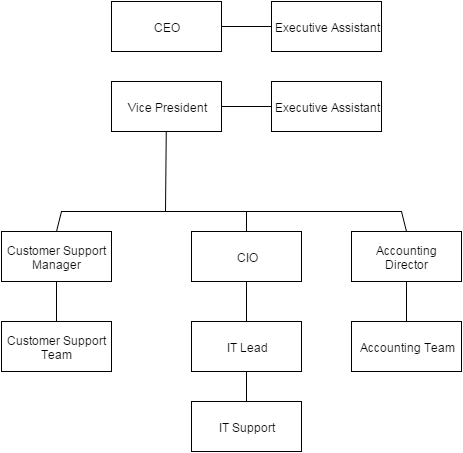 CEO
Executive Assistant
Vice President
Executive Assistant
Customer Support
Manager
CIO
Accounting
Director
Customer Support
Team
IT Lead
Accounting Team
IT Support